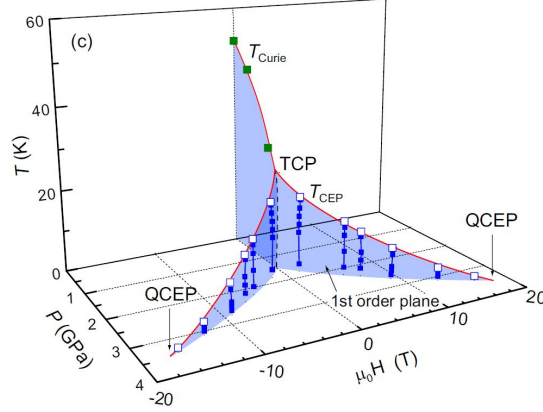 60
(c)
T_Curie
40
T (K)
TCP
20
T_CEP
QCEP
0
1
QCEP
2
1st order plane
20
P (GPa)
3
10
0
μ₀H (T)
4
-10
-20